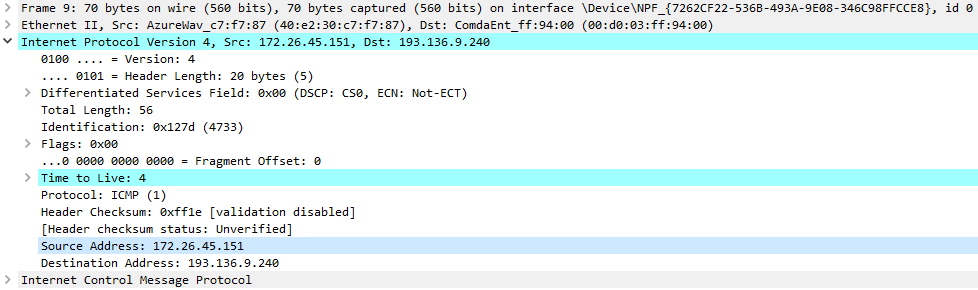 Frame 9: 70 bytes on wire (560 bits), 70 bytes captured (560 bits) on interface \Device\NPF_{7262CF22-536B-493A-9E08-346C98FFCCE8}, id 0
Ethernet II, Src: AzureWav_c7:f7:87 (40:e2:30:c7:f7:87), Dst: ComdaEnt_ff:94:00 (00:d0:03:ff:94:00)
Internet Protocol Version 4, Src: 172.26.45.151, Dst: 193.136.9.240
0100 .... = Version: 4
.... 0101 = Header Length: 20 bytes (5)
Differentiated Services Field: 0x00 (DSCP: CS0, ECN: Not-ECT)
Total Length: 56
Identification: 0x127d (4733)
Flags: 0x00
...0 0000 0000 0000 = Fragment Offset: 0
Time to Live: 4
Protocol: ICMP (1)
Header Checksum: 0xff1e [validation disabled]
[Header checksum status: Unverified]
Source Address: 172.26.45.151
Destination Address: 193.136.9.240
Internet Control Message Protocol